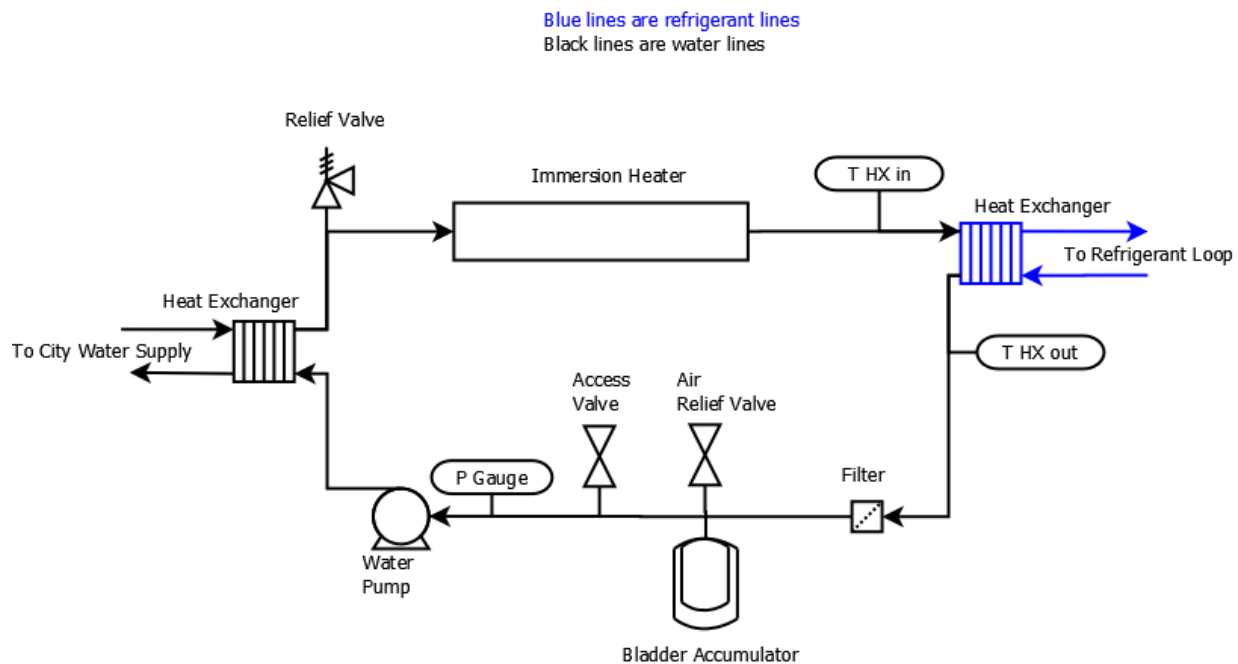 Blue lines are refrigerant lines
Black lines are water lines
Relief Valve
Immersion Heater
T HX in
Heat Exchanger
To Refrigerant Loop
Heat Exchanger
To City Water Supply
T HX out
Access
Valve
Air
Relief Valve
P Gauge
Filter
Water
Pump
Bladder Accumulator